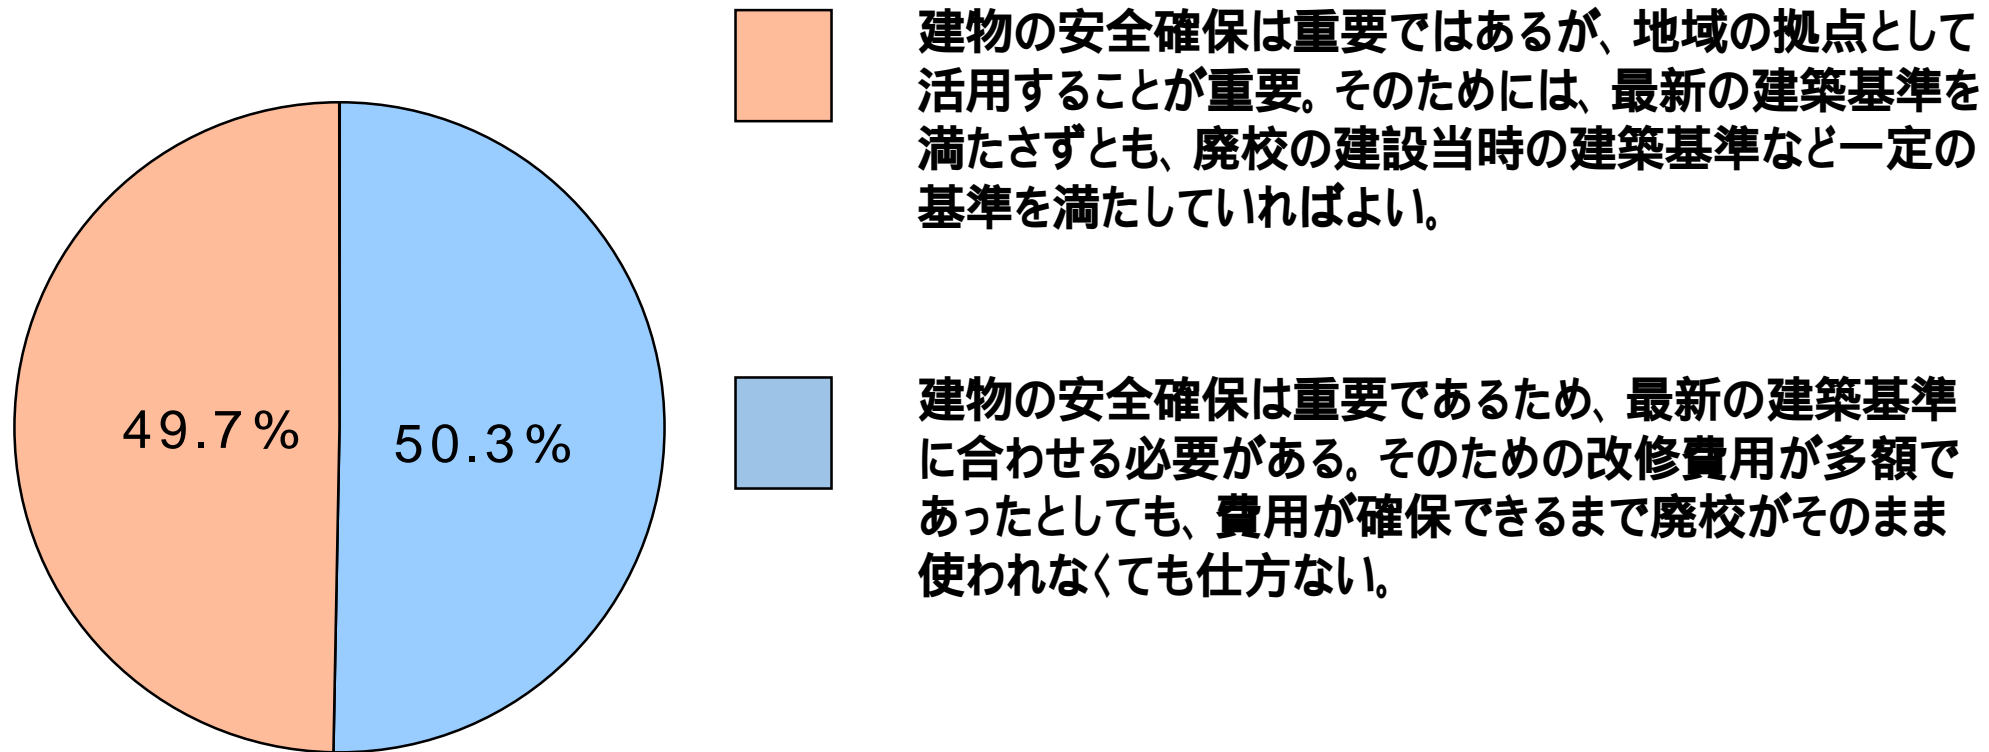 建物の安全確保は重要ではあるが、地域の拠点として
活用することが重要。そのためには、最新の建築基準を
満たさずとも、廃校の建設当時の建築基準など一定の
基準を満たしていればよい。
49.7%
50.3%
建物の安全確保は重要であるため、最新の建築基準
に合わせる必要がある。そのための改修費用が多額で
あったとしても、費用が確保できるまで廃校がそのまま
使われなくても仕方ない。